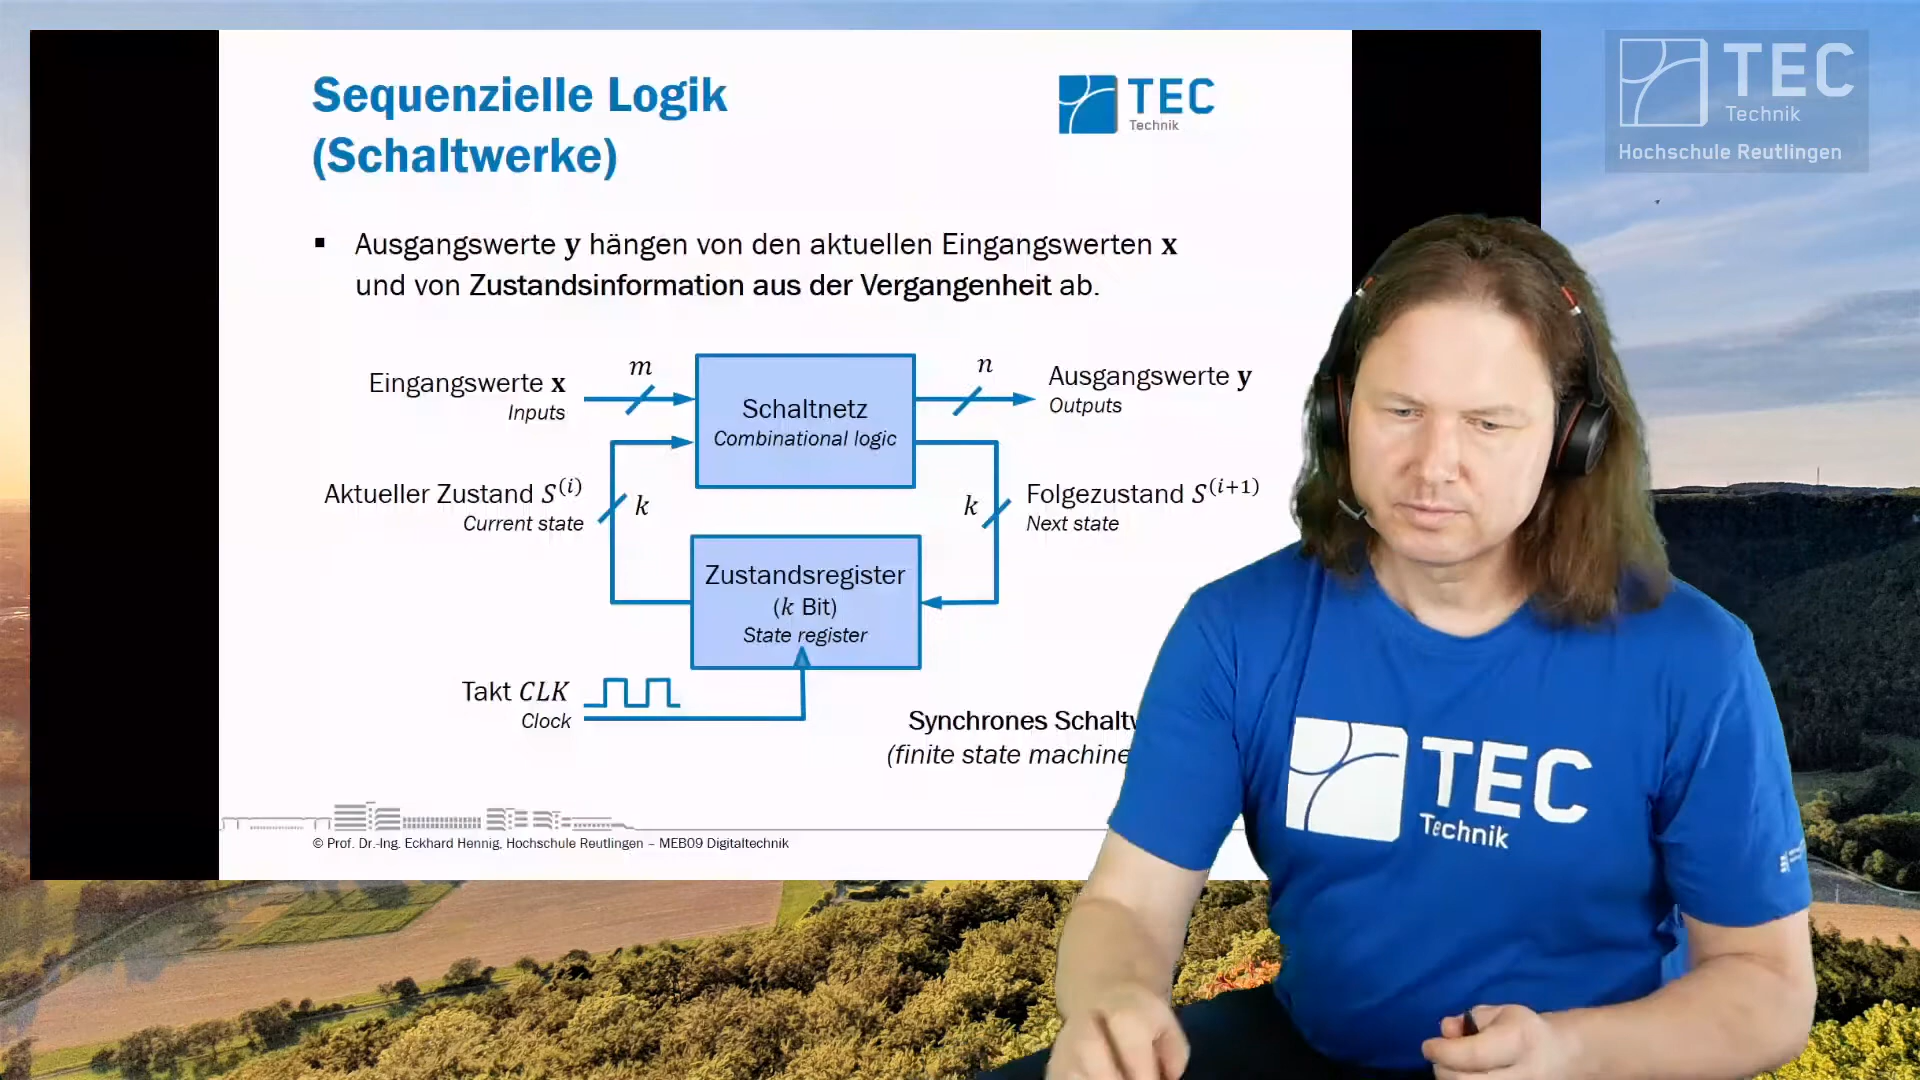 Sequenzielle Logik
(Schaltwerke)
TEC
Technik
TEC
Technik
Hochschule Reutlingen
▪ Ausgangswerte y hängen von den aktuellen Eingangswerten x
und von Zustandsinformation aus der Vergangenheit ab.
Eingangswerte x
Inputs
m
Schaltnetz
Combinational logic
n
Ausgangswerte y
Outputs
Aktueller Zustand S^(i)
Current state
k
k
Folgezustand S^(i+1)
Next state
Zustandsregister
(k Bit)
State register
Takt CLK
Clock
Synchrones
(finite state machine
© Prof. Dr.-Ing. Eckhard Hennig, Hochschule Reutlingen – MEB09 Digitaltechnik
TEC
Technik